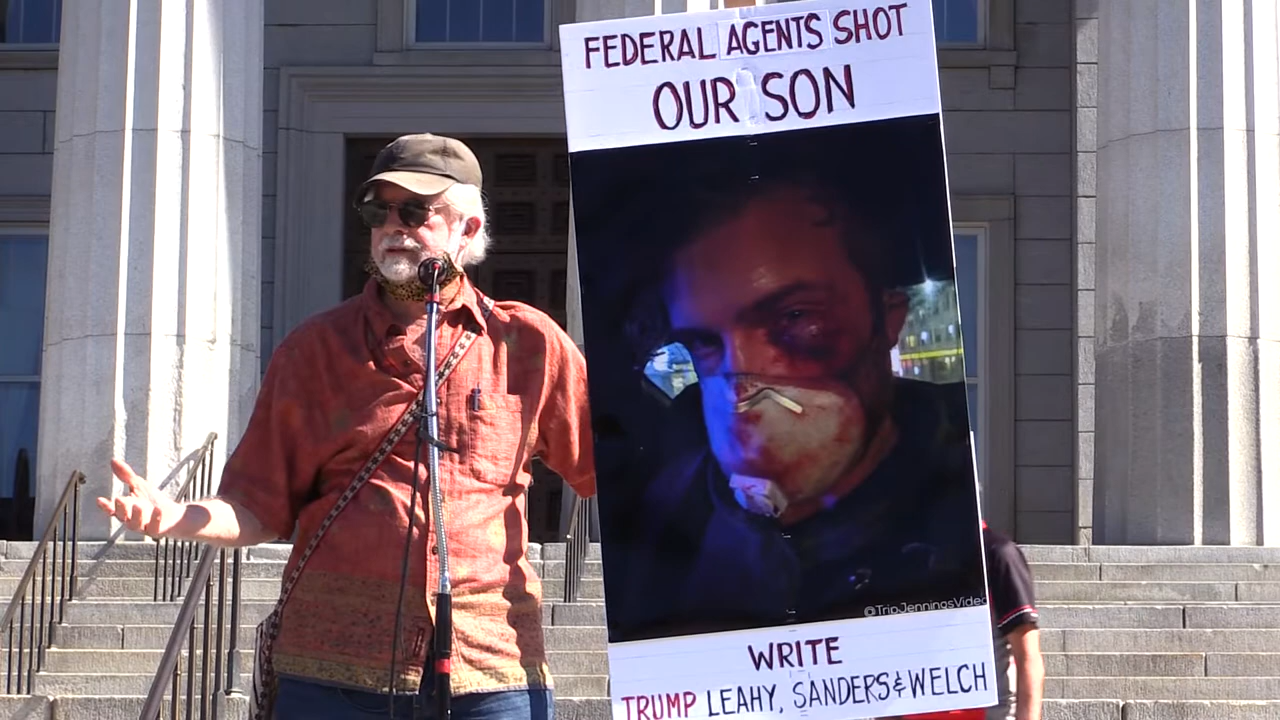 FEDERAL AGENTS SHOT
OUR SON
@TripJenningsVideo
WRITE
TRUMP LEAHY, SANDERS & WELCH